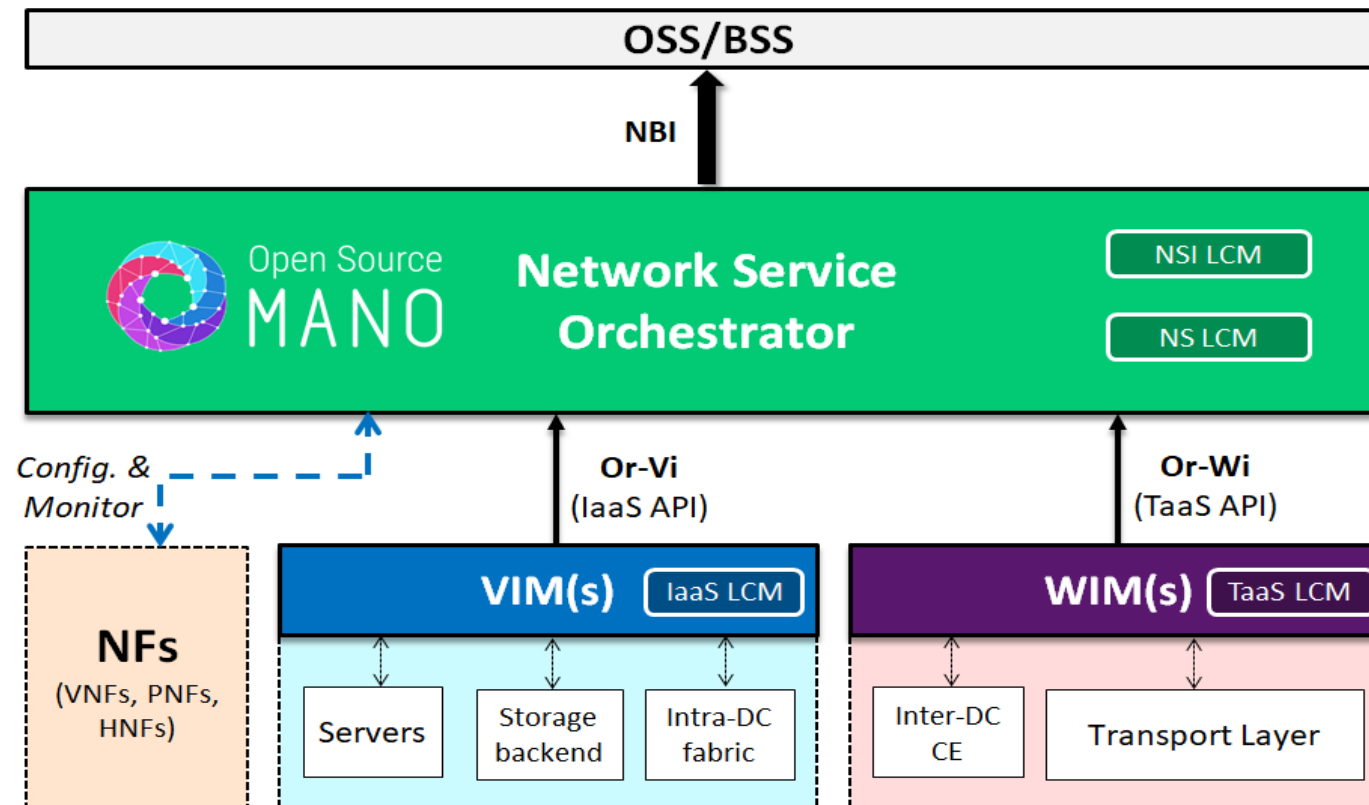 OSS/BSS
NBI
Open Source
MANO
Network Service
Orchestrator
NSI LCM
NS LCM
Config. &
Monitor
Or-Vi
(IaaS API)
Or-Wi
(TaaS API)
NFs
(VNFs, PNFs,
HNFs)
VIM(s)
IaaS LCM
Servers
Storage
backend
Intra-DC
fabric
WIM(s)
TaaS LCM
Inter-DC
CE
Transport Layer